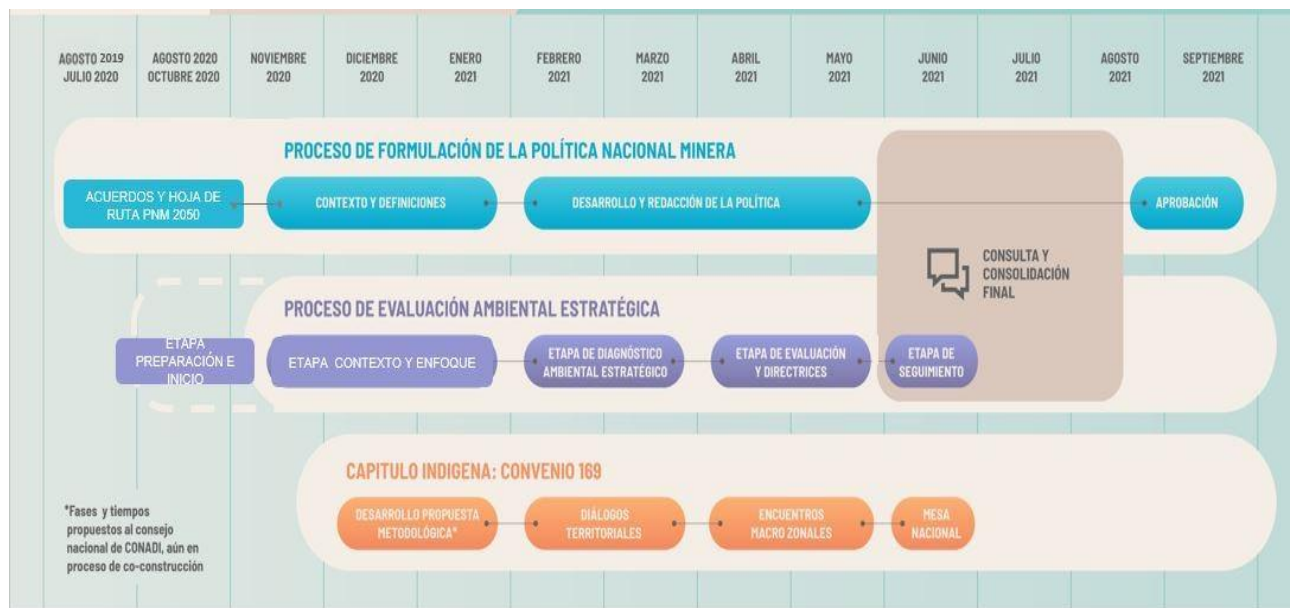 AGOSTO 2019
JULIO 2020
AGOSTO 2020
OCTUBRE 2020
NOVIEMBRE
2020
DICIEMBRE
2020
ENERO
2021
FEBRERO
2021
MARZO
2021
ABRIL
2021
MAYO
2021
JUNIO
2021
JULIO
2021
AGOSTO
2021
SEPTIEMBRE
2021
PROCESO DE FORMULACIÓN DE LA POLÍTICA NACIONAL MINERA
ACUERDOS Y HOJA DE
RUTA PNM 2050
CONTEXTO Y DEFINICIONES
DESARROLLO Y REDACCIÓN DE LA POLÍTICA
APROBACIÓN
CONSULTA Y
CONSOLIDACIÓN
FINAL
PROCESO DE EVALUACIÓN AMBIENTAL ESTRATÉGICA
ETAPA
PREPARACIÓN E
INICIO
ETAPA CONTEXTO Y ENFOQUE
ETAPA DE DIAGNÓSTICO
AMBIENTAL ESTRATÉGICO
ETAPA DE EVALUACIÓN
Y DIRECTRICES
ETAPA DE
SEGUIMIENTO
CAPITULO INDIGENA: CONVENIO 169
DESARROLLO PROPUESTA
METODOLÓGICA*
DIÁLOGOS
TERRITORIALES
ENCUENTROS
MACRO ZONALES
MESA
NACIONAL
*Fases y tiempos
propuestos al consejo
nacional de CONADI, aún en
proceso de co-construcción